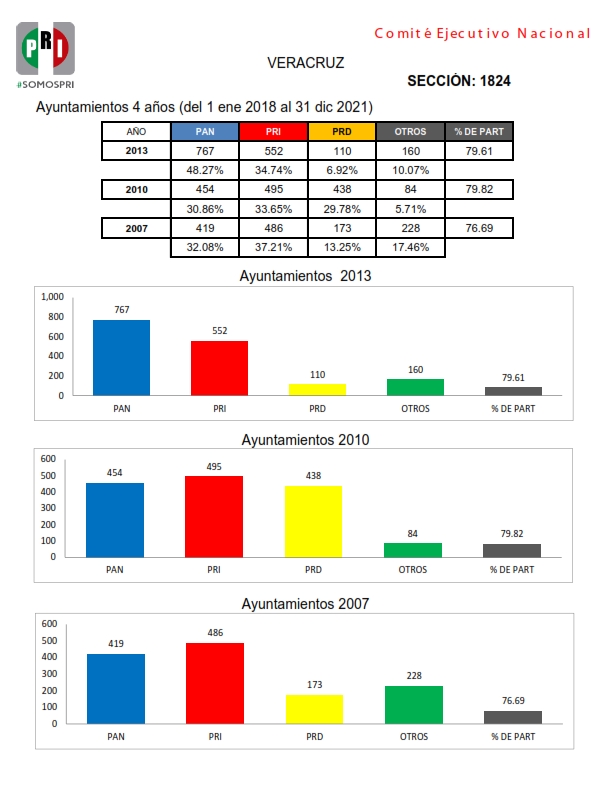 Comité Ejecutivo Nacional
PRI
#SOMOSPRI
VERACRUZ
SECCIÓN: 1824
Ayuntamientos 4 años (del 1 ene 2018 al 31 dic 2021)
AÑO PAN PRI PRD OTROS % DE PART
2013 767 552 110 160 79.61
48.27% 34.74% 6.92% 10.07%
2010 454 495 438 84 79.82
30.86% 33.65% 29.78% 5.71%
2007 419 486 173 228 76.69
32.08% 37.21% 13.25% 17.46%
Ayuntamientos 2013
1,000
800
600
400
200
0
767
552
110
160
79.61
PAN PRI PRD OTROS % DE PART
Ayuntamientos 2010
600
500
400
300
200
100
0
454
495
438
84
79.82
PAN PRI PRD OTROS % DE PART
Ayuntamientos 2007
600
500
400
300
200
100
0
419
486
173
228
76.69
PAN PRI PRD OTROS % DE PART